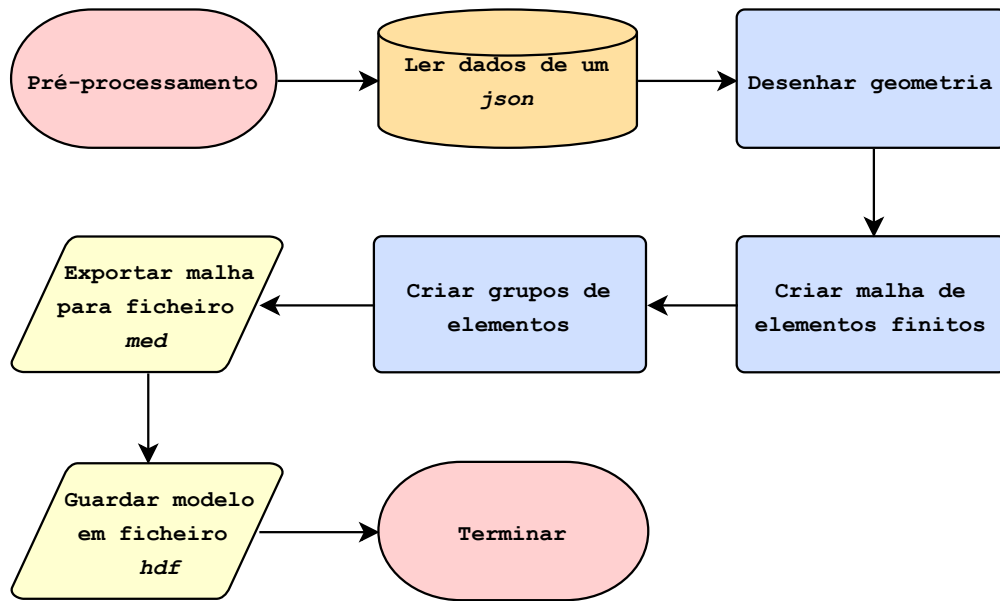 Pré-processamento
Ler dados de um
json
Desenhar geometria
Criar malha de
elementos finitos
Criar grupos de
elementos
Exportar malha
para ficheiro
med
Guardar modelo
em ficheiro
hdf
Terminar